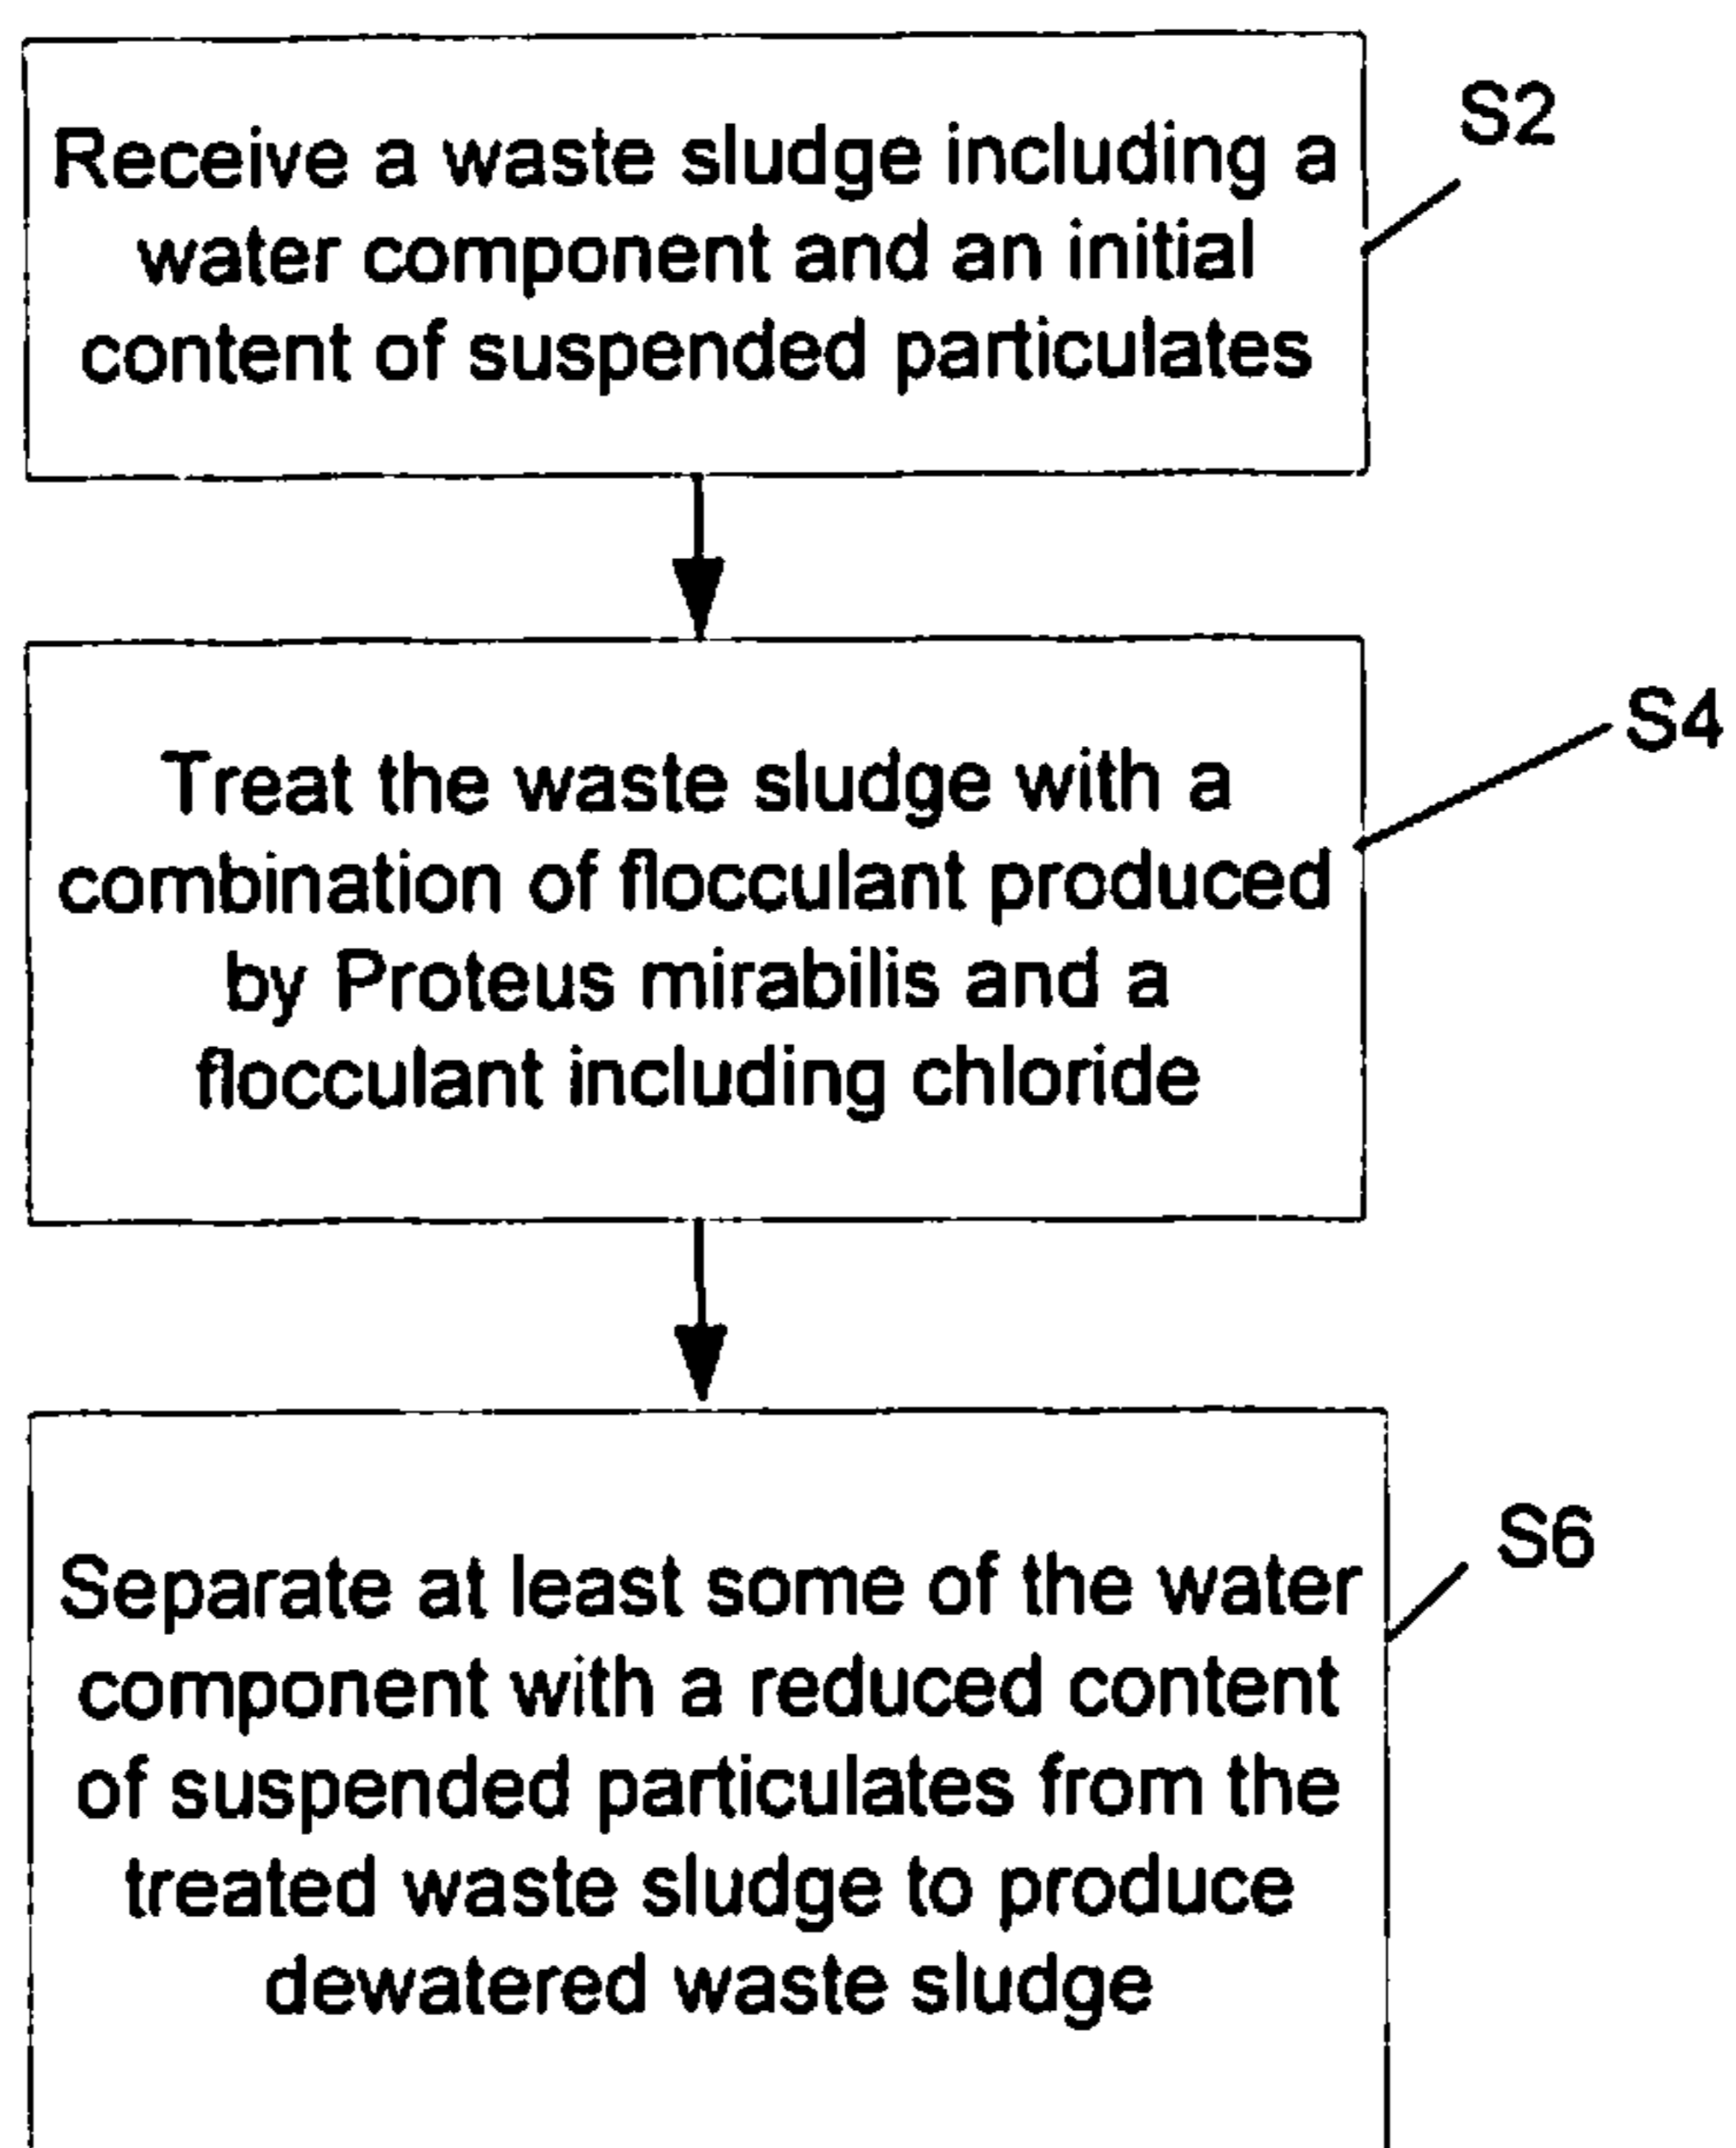 Receive a waste sludge including a
water component and an initial
content of suspended particulates
S2
Treat the waste sludge with a
combination of flocculant produced
by Proteus mirabilis and a
flocculant including chloride
S4
Separate at least some of the water
component with a reduced content
of suspended particulates from the
treated waste sludge to produce
dewatered waste sludge
S6